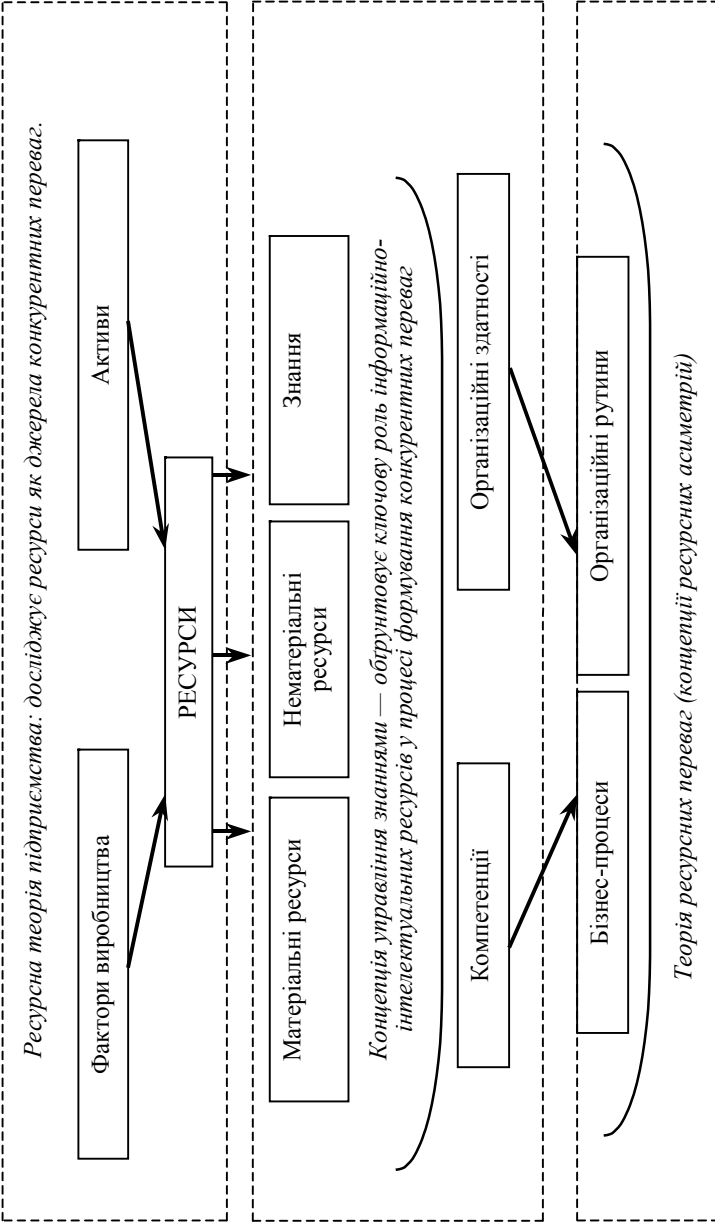 Ресурсна теорія підприємства: досліджує ресурси як джерела конкурентних переваг.
Фактори виробництва
Активи
РЕСУРСИ
Матеріальні ресурси
Нематеріальні
ресурси
Знання
Концепція управління знаннями — обґрунтовує ключову роль інформаційно-
інтелектуальних ресурсів у процесі формування конкурентних переваг
Компетенції
Організаційні здатності
Бізнес-процеси
Організаційні рутини
Теорія ресурсних переваг (концепції ресурсних асиметрій)